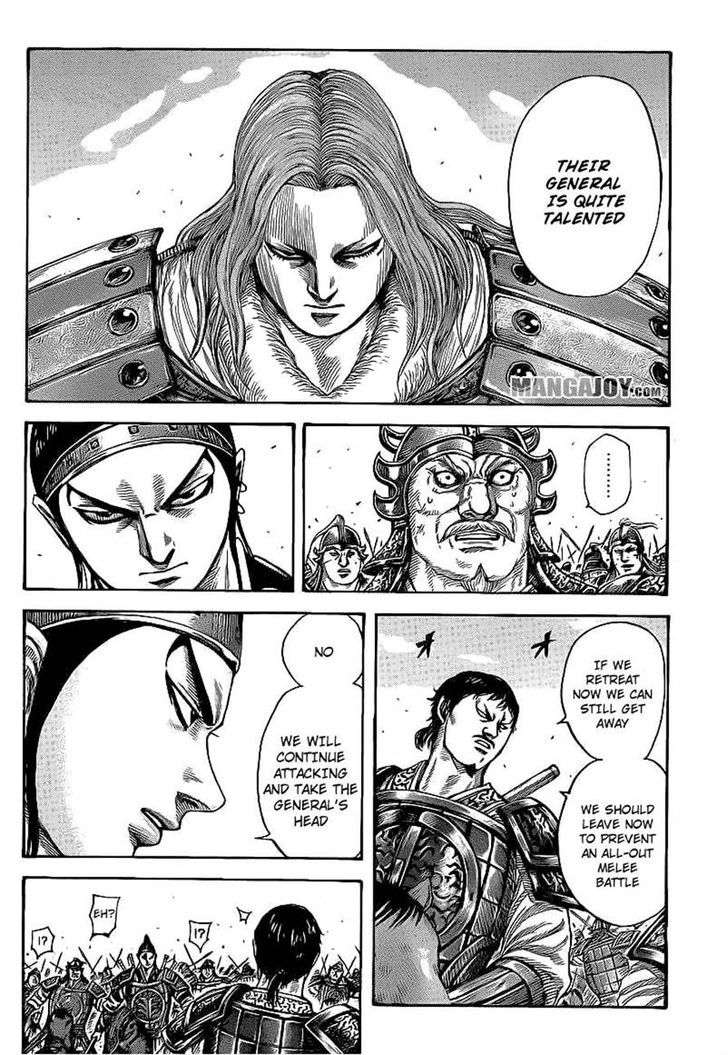 THEIR
GENERAL
IS QUITE
TALENTED
MANGAJOY.COM
.........
IF WE
RETREAT
NOW WE CAN
STILL GET
AWAY
WE SHOULD
LEAVE NOW
TO PREVENT
AN ALL-OUT
MELEE
BATTLE
NO
WE WILL
CONTINUE
ATTACKING
AND TAKE THE
GENERAL'S
HEAD
!?
EH?
!?